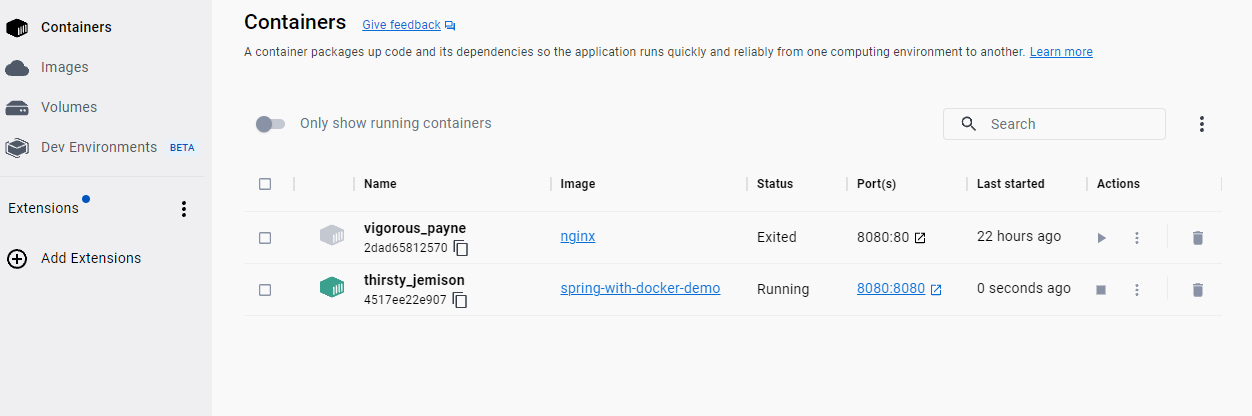 Containers
Images
Volumes
Dev Environments BETA
Extensions
Add Extensions
Containers Give feedback
A container packages up code and its dependencies so the application runs quickly and reliably from one computing environment to another. Learn more
Only show running containers
Search
Name Image Status Port(s) Last started Actions
vigorous_payne
2dad65812570
nginx Exited 8080:80 22 hours ago
thirsty_jemison
4517ee22e907
spring-with-docker-demo Running 8080:8080 0 seconds ago